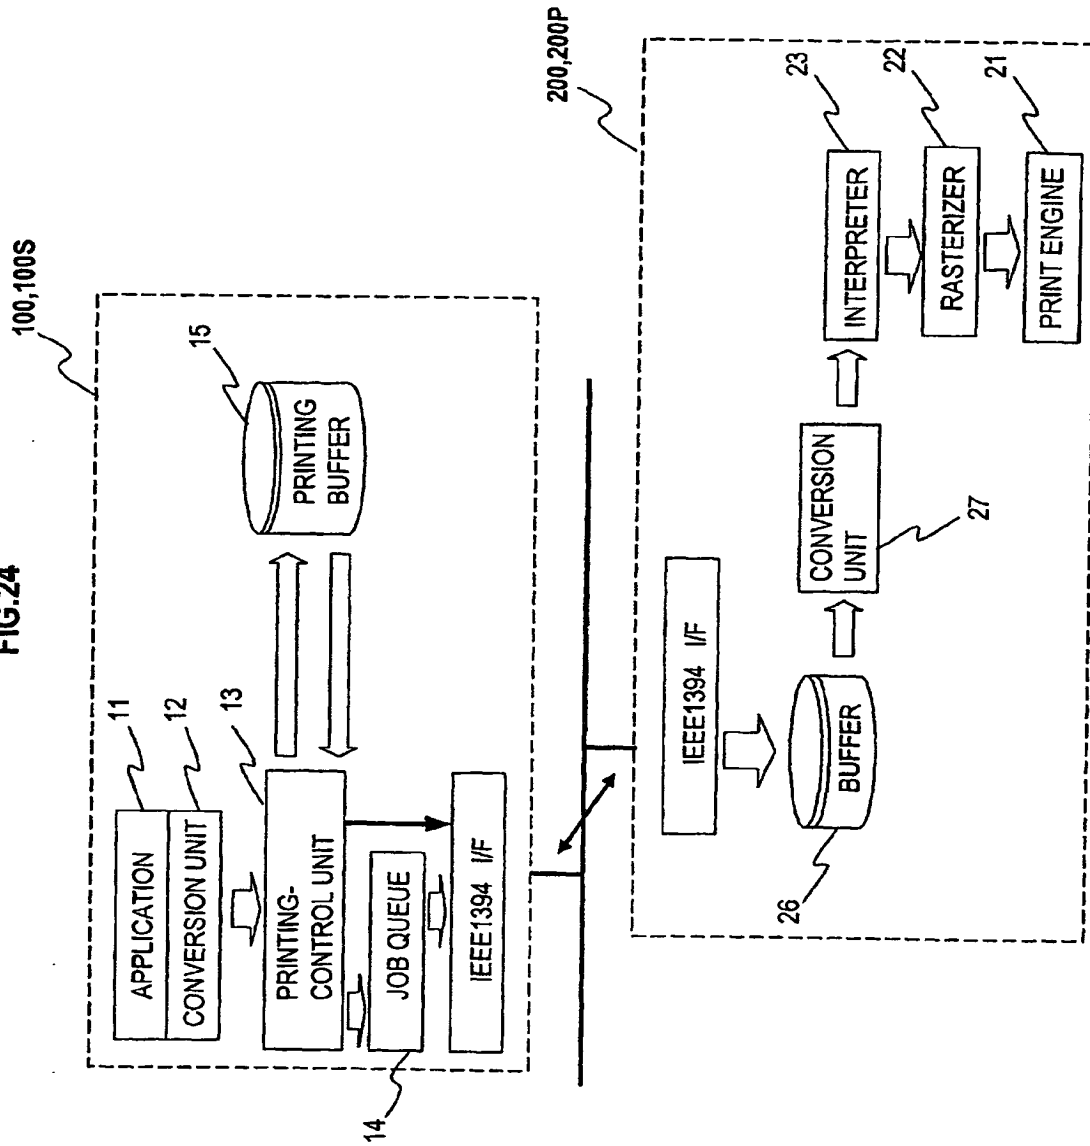 FIG.24
100,100S
11
APPLICATION
12
CONVERSION UNIT
13
PRINTING-
CONTROL UNIT
15
PRINTING
BUFFER
JOB QUEUE
14
IEEE1394 I/F
200,200P
IEEE1394 I/F
BUFFER
26
CONVERSION
UNIT
27
23
INTERPRETER
22
RASTERIZER
21
PRINT ENGINE